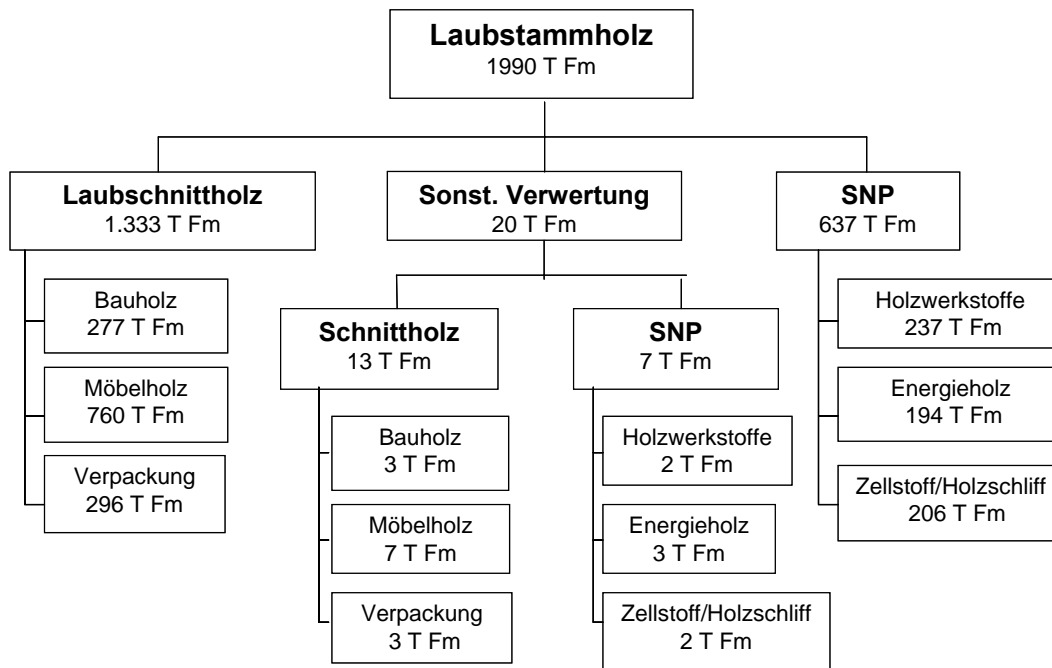 Laubstammholz
1990 T Fm
Laubschnittholz
1.333 T Fm
Sonst. Verwertung
20 T Fm
SNP
637 T Fm
Bauholz
277 T Fm
Möbelholz
760 T Fm
Verpackung
296 T Fm
Schnittholz
13 T Fm
SNP
7 T Fm
Bauholz
3 T Fm
Möbelholz
7 T Fm
Verpackung
3 T Fm
Holzwerkstoffe
2 T Fm
Energieholz
3 T Fm
Zellstoff/Holzschliff
2 T Fm
Holzwerkstoffe
237 T Fm
Energieholz
194 T Fm
Zellstoff/Holzschliff
206 T Fm